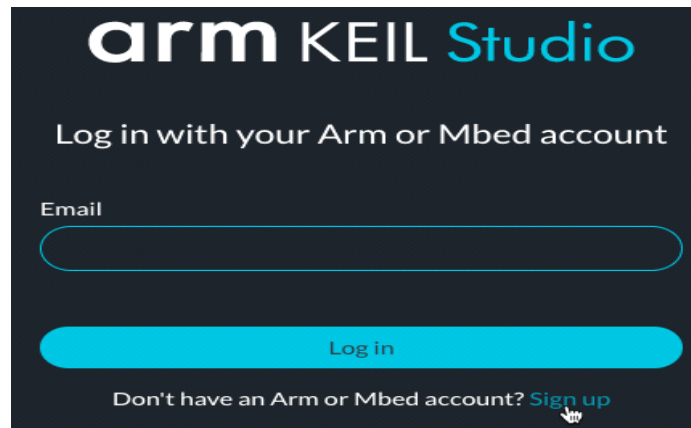 arm KEIL Studio
Log in with your Arm or Mbed account
Email
Log in
Don't have an Arm or Mbed account? Sign up